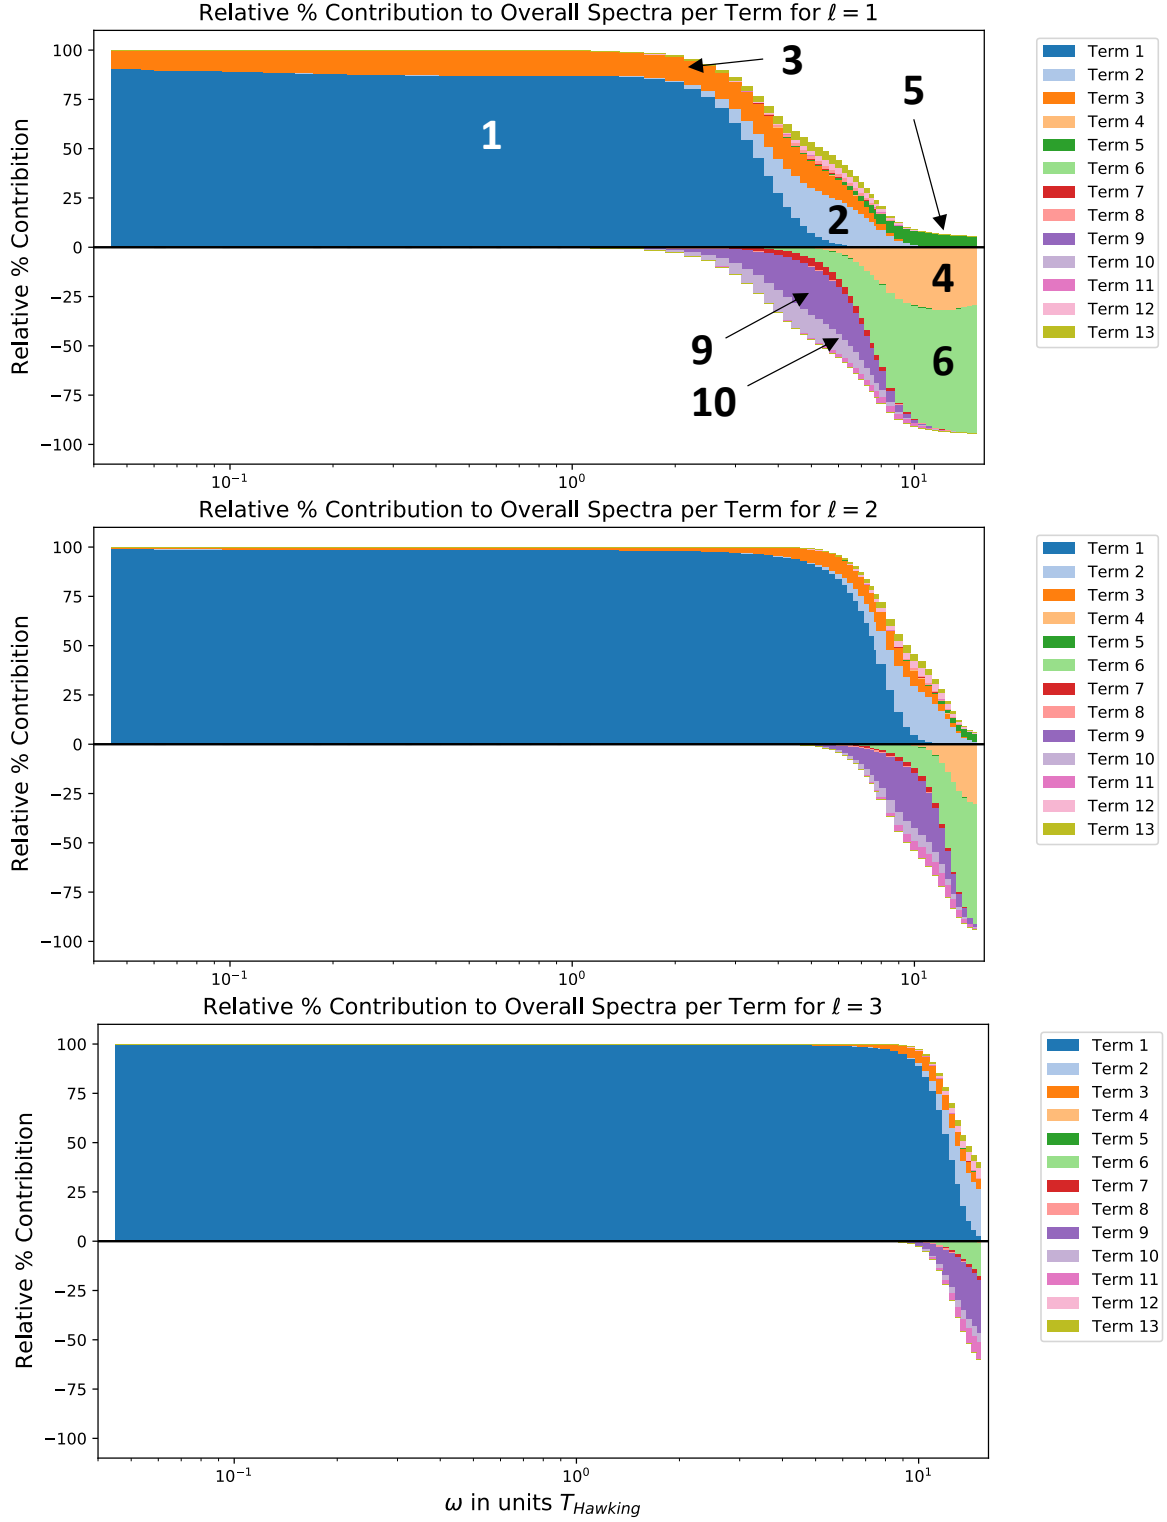 Relative % Contribution to Overall Spectra per Term for ℓ = 1
Relative % Contribition
100
75
50
25
0
−25
−50
−75
−100
10⁻¹
10⁰
10¹
1
3
5
2
4
9
10
6
Term 1
Term 2
Term 3
Term 4
Term 5
Term 6
Term 7
Term 8
Term 9
Term 10
Term 11
Term 12
Term 13
Relative % Contribution to Overall Spectra per Term for ℓ = 2
Relative % Contribition
100
75
50
25
0
−25
−50
−75
−100
10⁻¹
10⁰
10¹
Term 1
Term 2
Term 3
Term 4
Term 5
Term 6
Term 7
Term 8
Term 9
Term 10
Term 11
Term 12
Term 13
Relative % Contribution to Overall Spectra per Term for ℓ = 3
Relative % Contribition
100
75
50
25
0
−25
−50
−75
−100
10⁻¹
10⁰
10¹
ω in units T_Hawking
Term 1
Term 2
Term 3
Term 4
Term 5
Term 6
Term 7
Term 8
Term 9
Term 10
Term 11
Term 12
Term 13